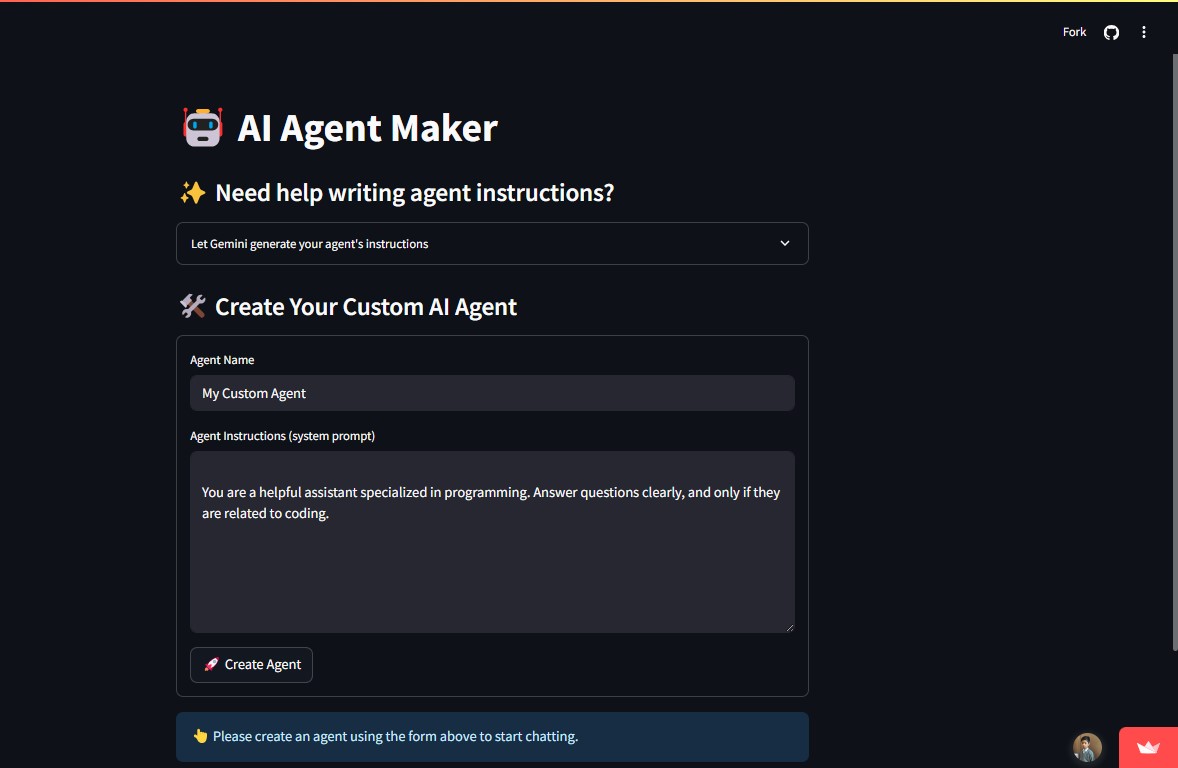 Fork
AI Agent Maker
Need help writing agent instructions?
Let Gemini generate your agent's instructions
Create Your Custom AI Agent
Agent Name
My Custom Agent
Agent Instructions (system prompt)
You are a helpful assistant specialized in programming. Answer questions clearly, and only if they
are related to coding.
Create Agent
Please create an agent using the form above to start chatting.